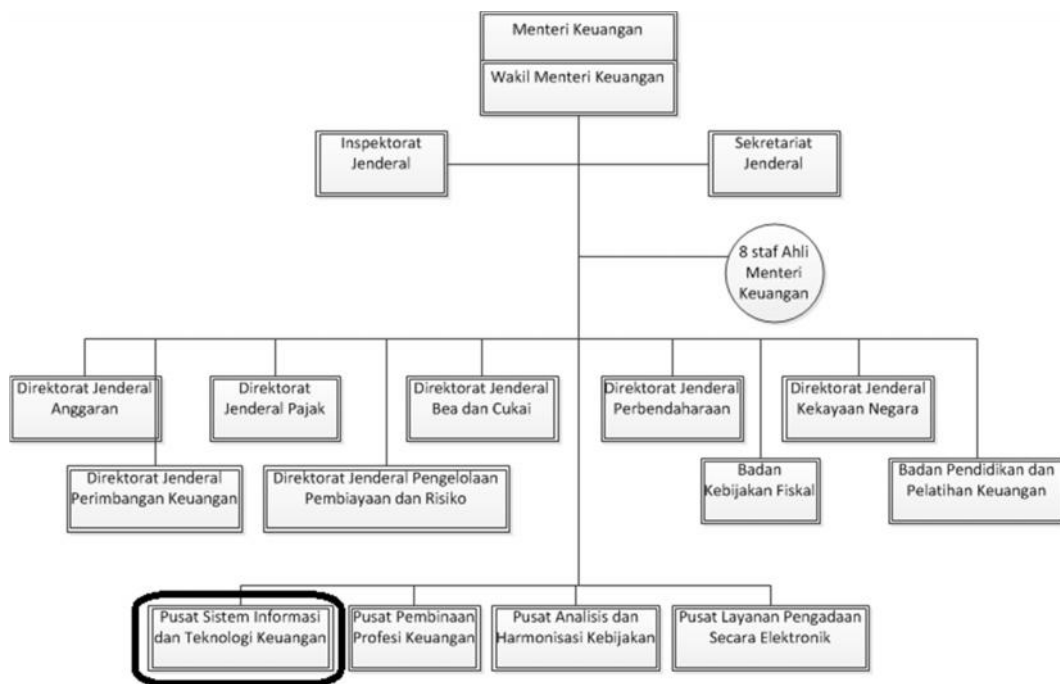 Menteri Keuangan
Wakil Menteri Keuangan
Inspektorat
Jenderal
Sekretariat
Jenderal
8 staf Ahli
Menteri
Keuangan
Direktorat Jenderal
Anggaran
Direktorat
Jenderal Pajak
Direktorat Jenderal
Bea dan Cukai
Direktorat Jenderal
Perbendaharaan
Direktorat Jenderal
Kekayaan Negara
Direktorat Jenderal
Perimbangan Keuangan
Direktorat Jenderal Pengelolaan
Pembiayaan dan Risiko
Badan
Kebijakan Fiskal
Badan Pendidikan dan
Pelatihan Keuangan
Pusat Sistem Informasi
dan Teknologi Keuangan
Pusat Pembinaan
Profesi Keuangan
Pusat Analisis dan
Harmonisasi Kebijakan
Pusat Layanan Pengadaan
Secara Elektronik